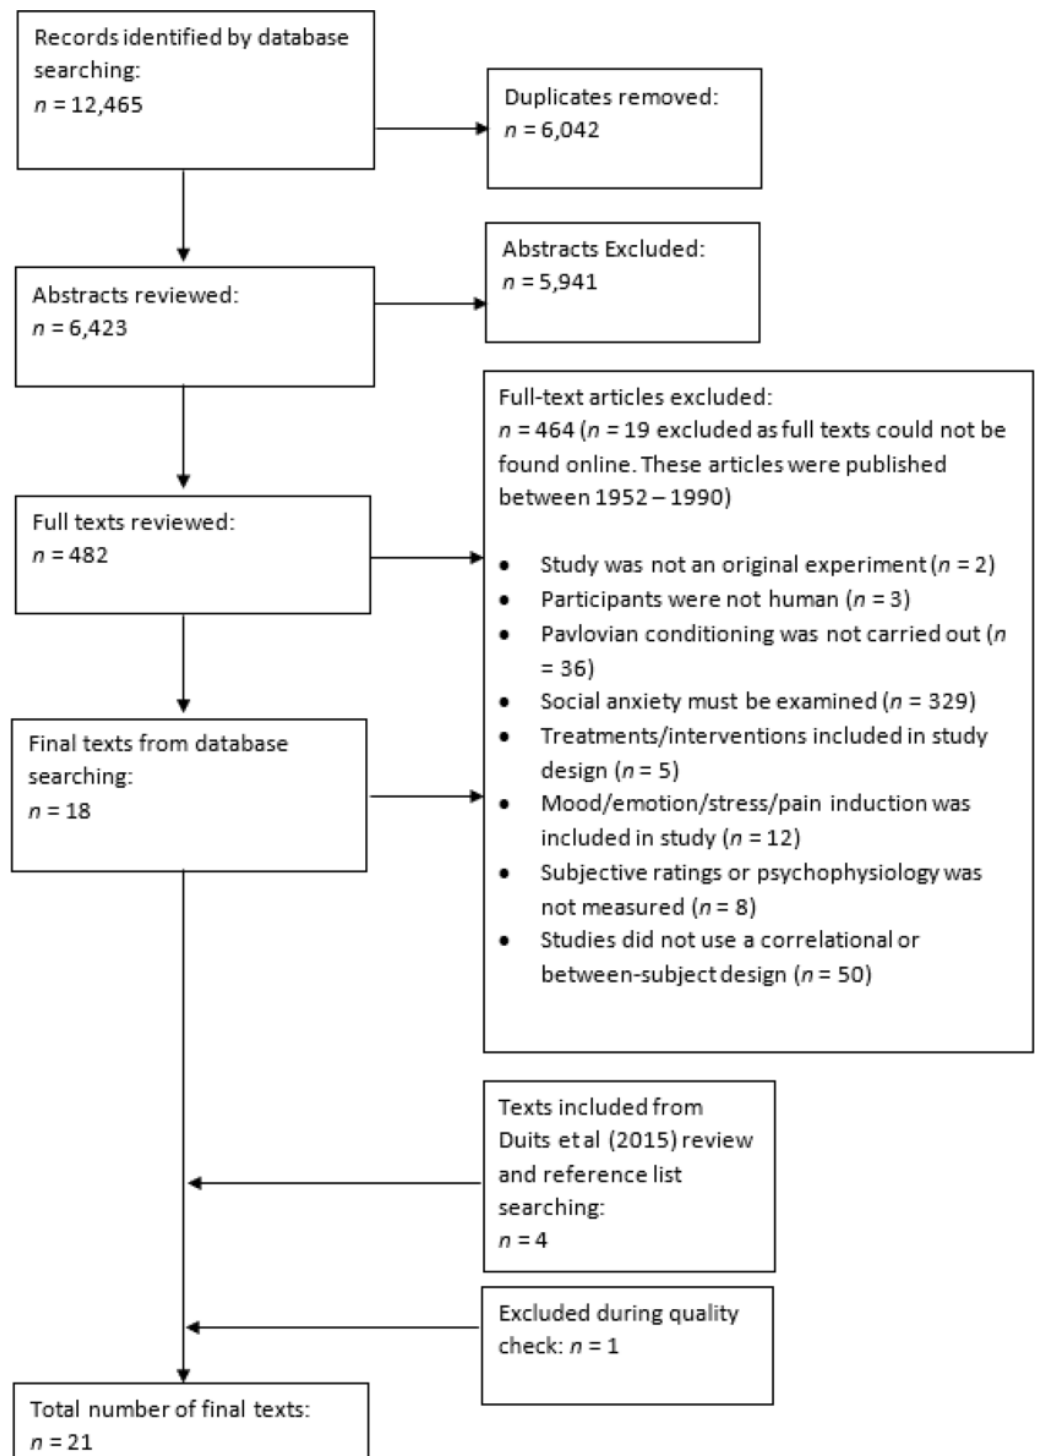 Records identified by database
searching:
n = 12,465
Duplicates removed:
n = 6,042
Abstracts Excluded:
n = 5,941
Abstracts reviewed:
n = 6,423
Full-text articles excluded:
n = 464 (n = 19 excluded as full texts could not be
found online. These articles were published
between 1952 – 1990)
• Study was not an original experiment (n = 2)
• Participants were not human (n = 3)
• Pavlovian conditioning was not carried out (n
= 36)
• Social anxiety must be examined (n = 329)
• Treatments/interventions included in study
design (n = 5)
• Mood/emotion/stress/pain induction was
included in study (n = 12)
• Subjective ratings or psychophysiology was
not measured (n = 8)
• Studies did not use a correlational or
between-subject design (n = 50)
Full texts reviewed:
n = 482
Final texts from database
searching:
n = 18
Texts included from
Duits et al (2015) review
and reference list
searching:
n = 4
Excluded during quality
check: n = 1
Total number of final texts:
n = 21